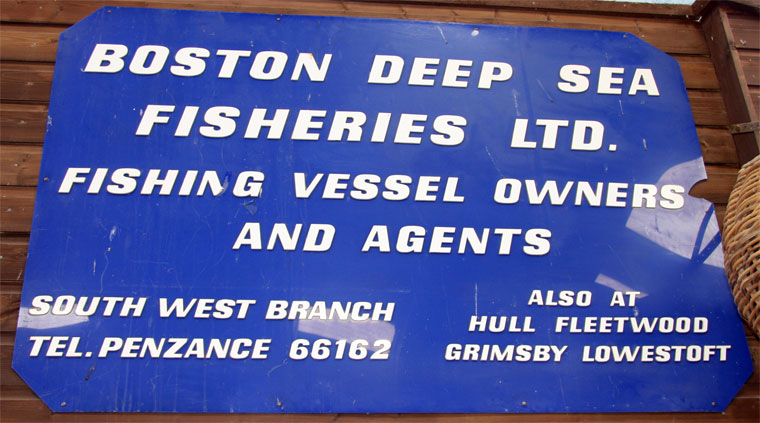 BOSTON DEEP SEA
FISHERIES LTD.
FISHING VESSEL OWNERS
AND AGENTS
SOUTH WEST BRANCH
TEL. PENZANCE 66162
ALSO AT
HULL FLEETWOOD
GRIMSBY LOWESTOFT